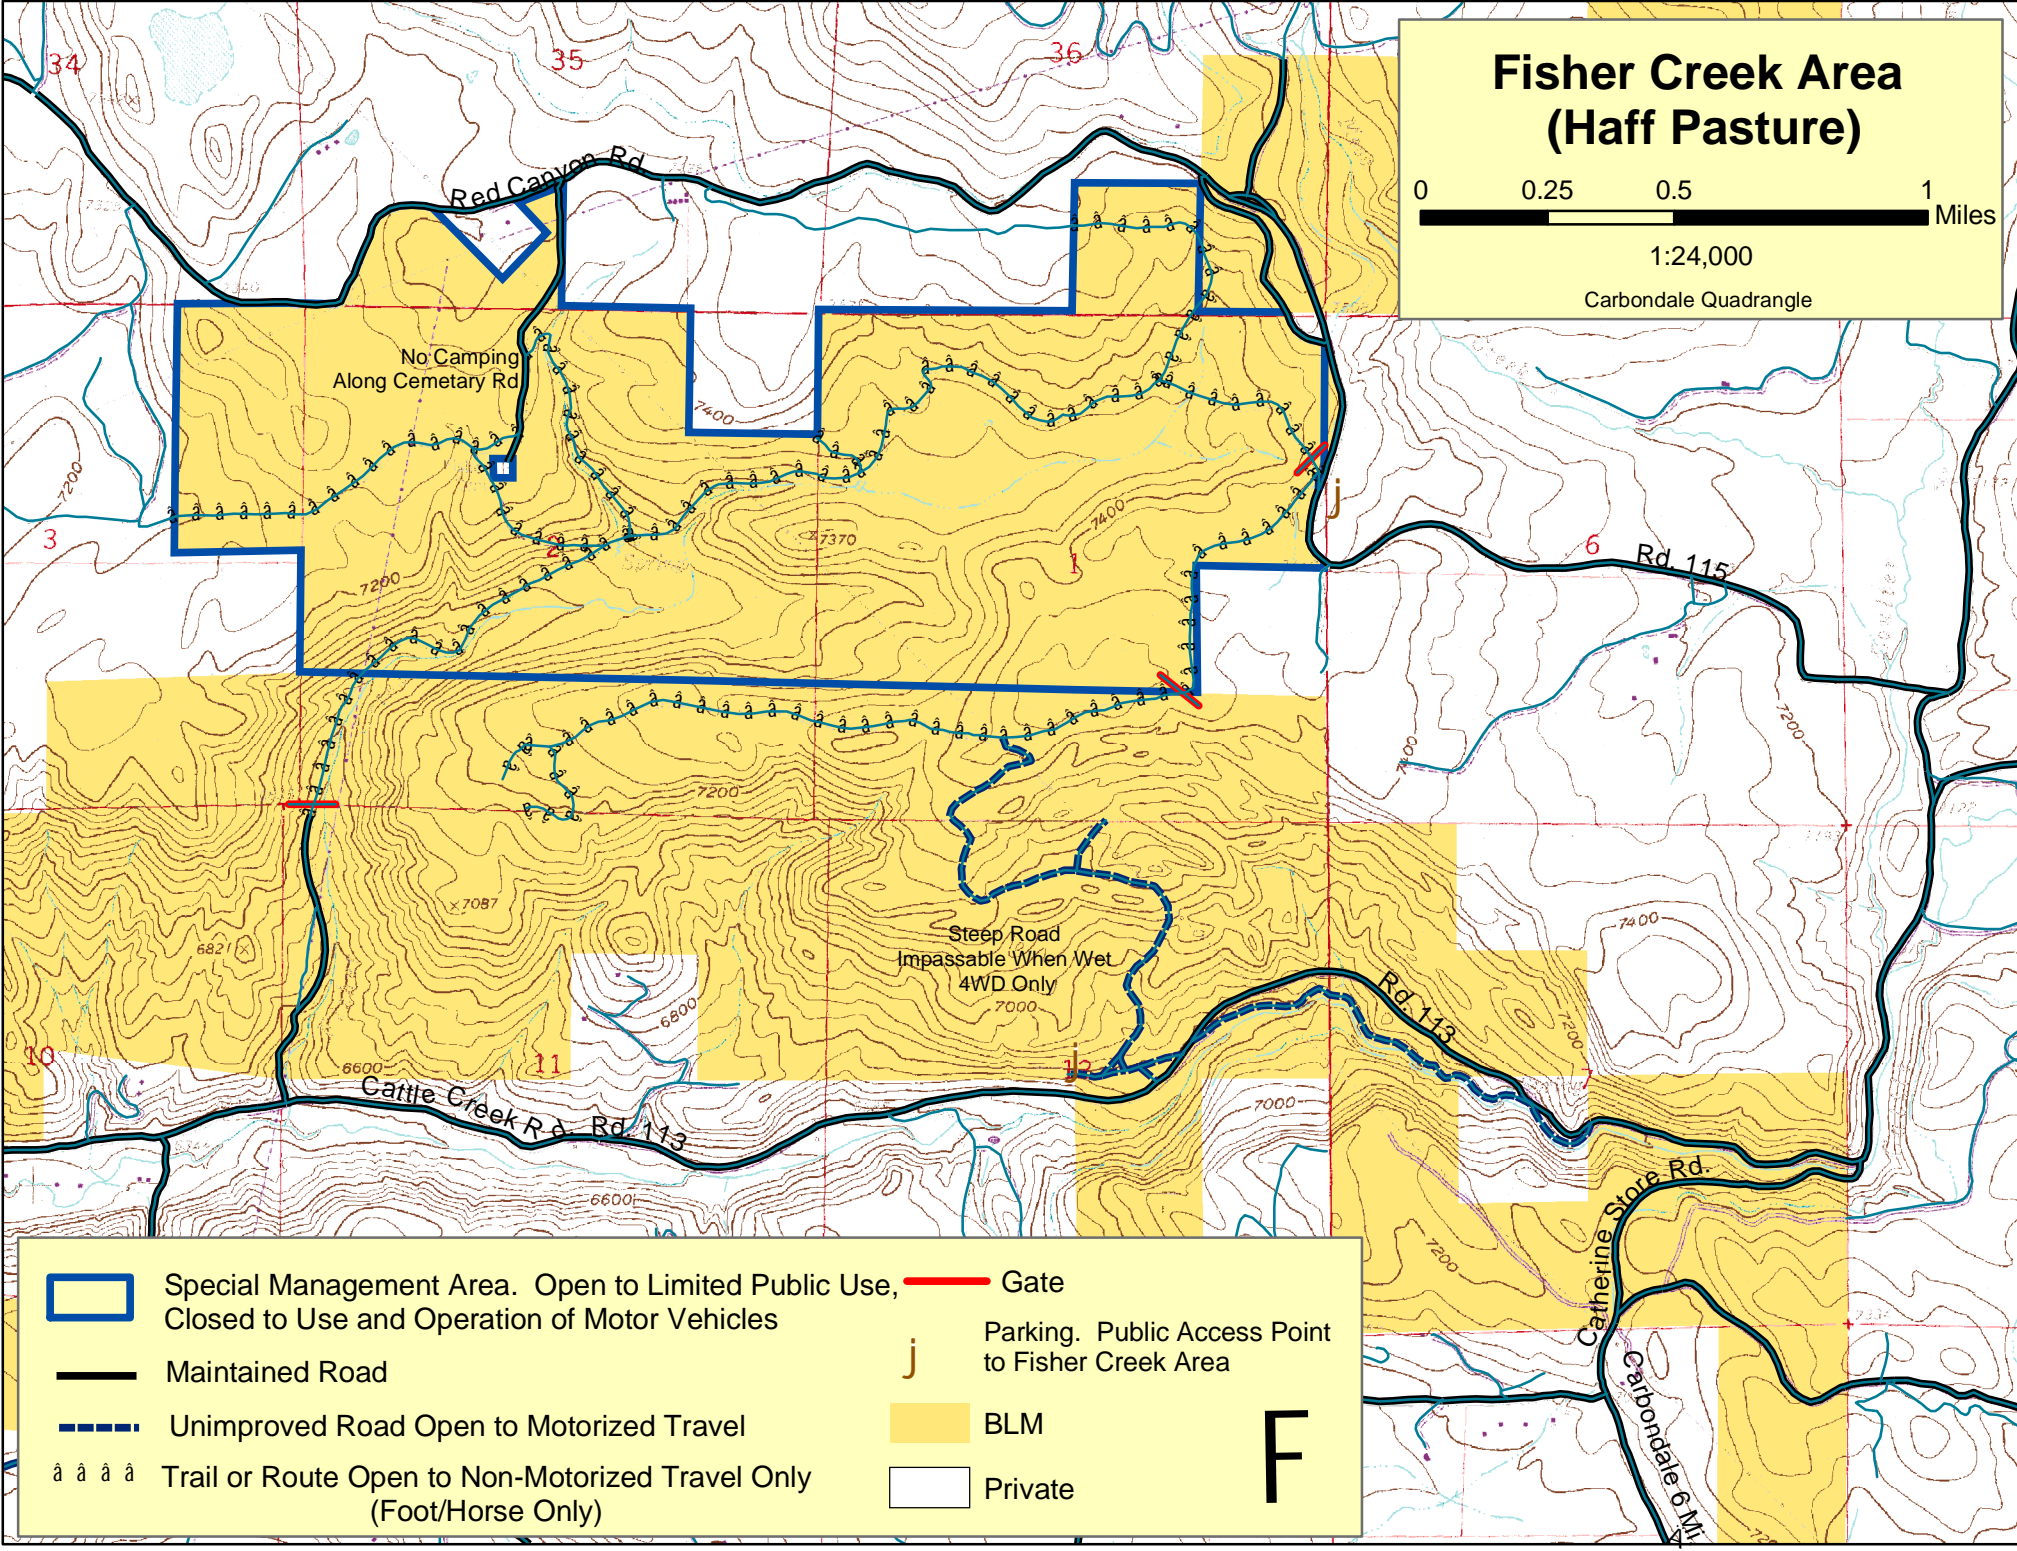 Fisher Creek Area
(Haff Pasture)
0 0.25 0.5 1
Miles
1:24,000
Carbondale Quadrangle
34
35
36
Red Canyon Rd.
No Camping
Along Cemetary Rd
7400
7200
3
2
1
6
7370
7400
7200
Rd. 115
7200
7400
7200
7087
6821
Steep Road
Impassable When Wet
4WD Only
7000
7400
Rd. 113
7200
6800
10
11
12
j
j
7
6600
Cattle Creek Rd. Rd. 113
7000
6600
Catherine Store Rd.
7200
Carbondale 6 Mi.
Special Management Area. Open to Limited Public Use,
Closed to Use and Operation of Motor Vehicles
Maintained Road
Unimproved Road Open to Motorized Travel
â â â â Trail or Route Open to Non-Motorized Travel Only
(Foot/Horse Only)
Gate
j Parking. Public Access Point
to Fisher Creek Area
BLM
Private
F